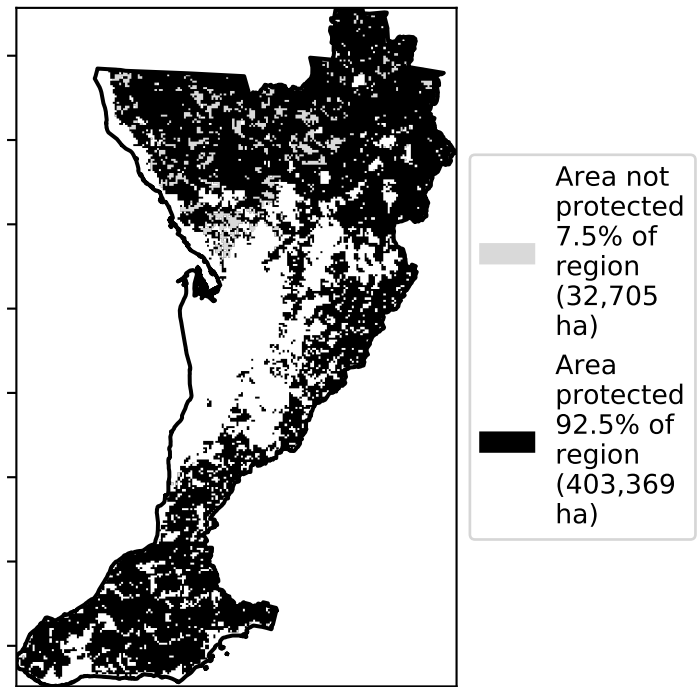 Area not
protected
7.5% of
region
(32,705
ha)
Area
protected
92.5% of
region
(403,369
ha)